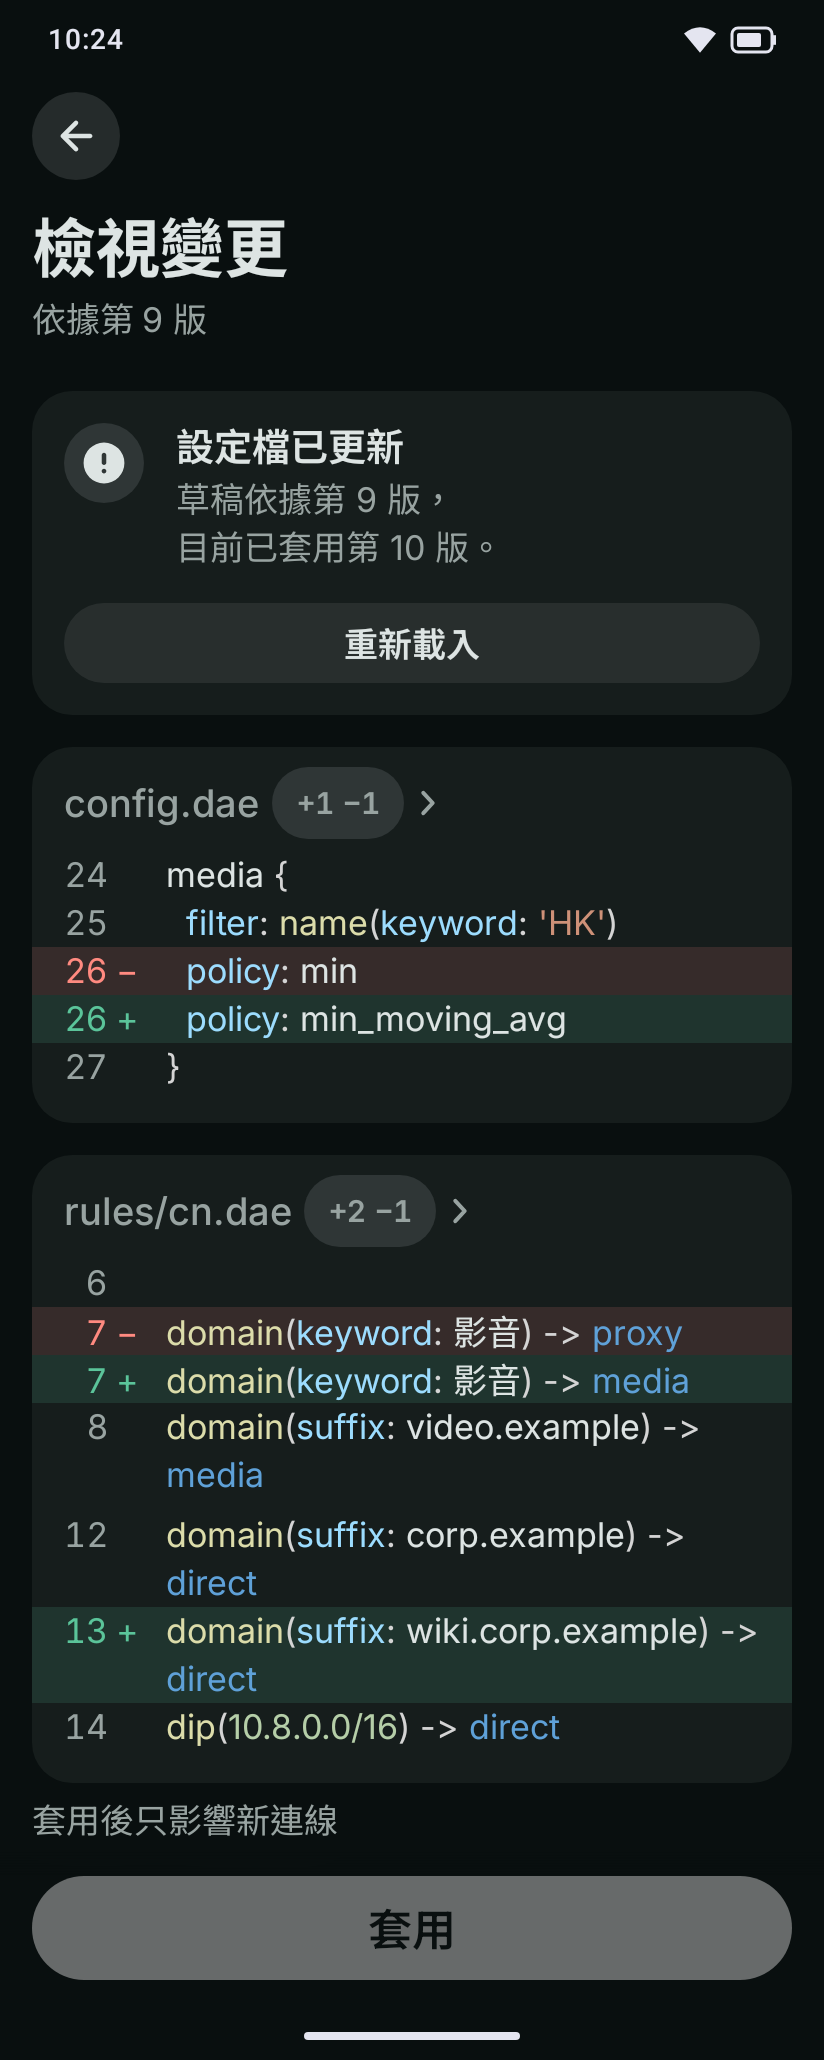 10:24
檢視變更
依據第 9 版
設定檔已更新
草稿依據第 9 版，
目前已套用第 10 版。
重新載入
config.dae +1 −1
24 media {
25 filter: name(keyword: 'HK')
26 − policy: min
26 + policy: min_moving_avg
27 }
rules/cn.dae +2 −1
6
7 − domain(keyword: 影音) -> proxy
7 + domain(keyword: 影音) -> media
8 domain(suffix: video.example) ->
media
12 domain(suffix: corp.example) ->
direct
13 + domain(suffix: wiki.corp.example) ->
direct
14 dip(10.8.0.0/16) -> direct
套用後只影響新連線
套用